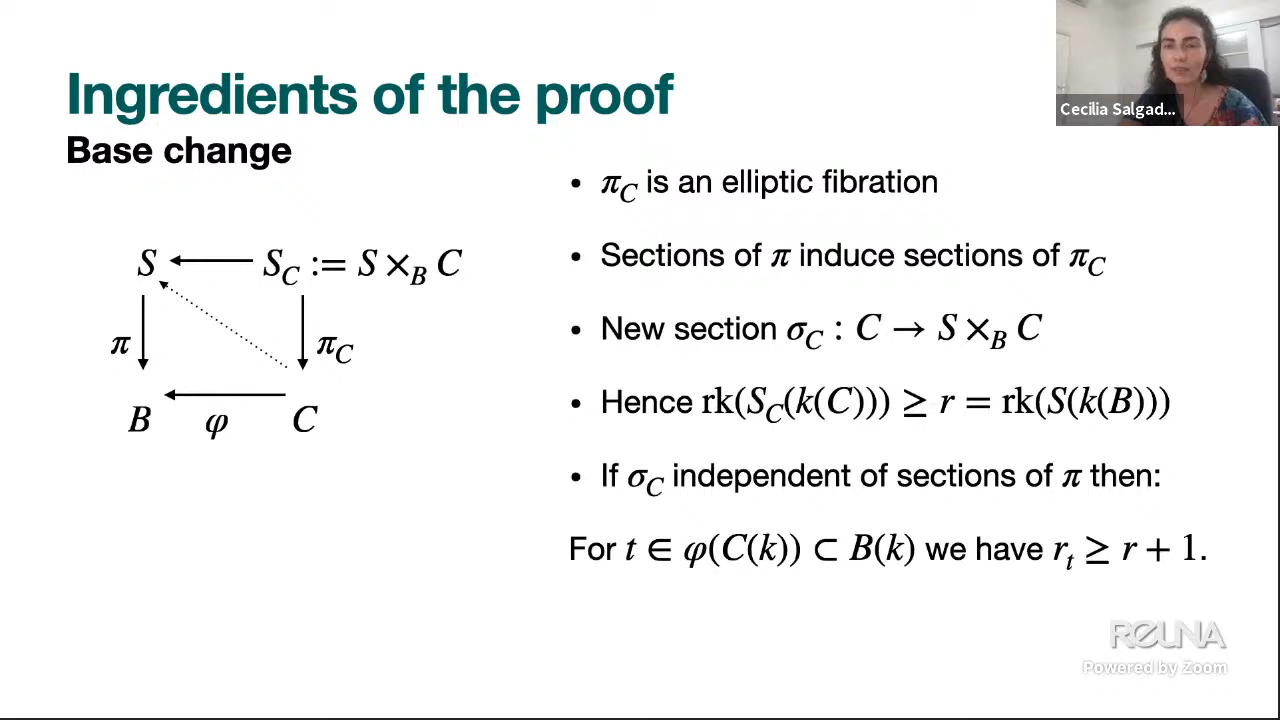 Ingredients of the proof
Base change
Cecilia Salgad...
• π_C is an elliptic fibration
S S_C := S ×_B C
• Sections of π induce sections of π_C
π π_C
• New section σ_C : C → S ×_B C
B φ C
• Hence rk(S_C(k(C))) ≥ r = rk(S(k(B)))
• If σ_C independent of sections of π then:
For t ∈ φ(C(k)) ⊂ B(k) we have r_t ≥ r + 1.
REUNA
Powered by Zoom